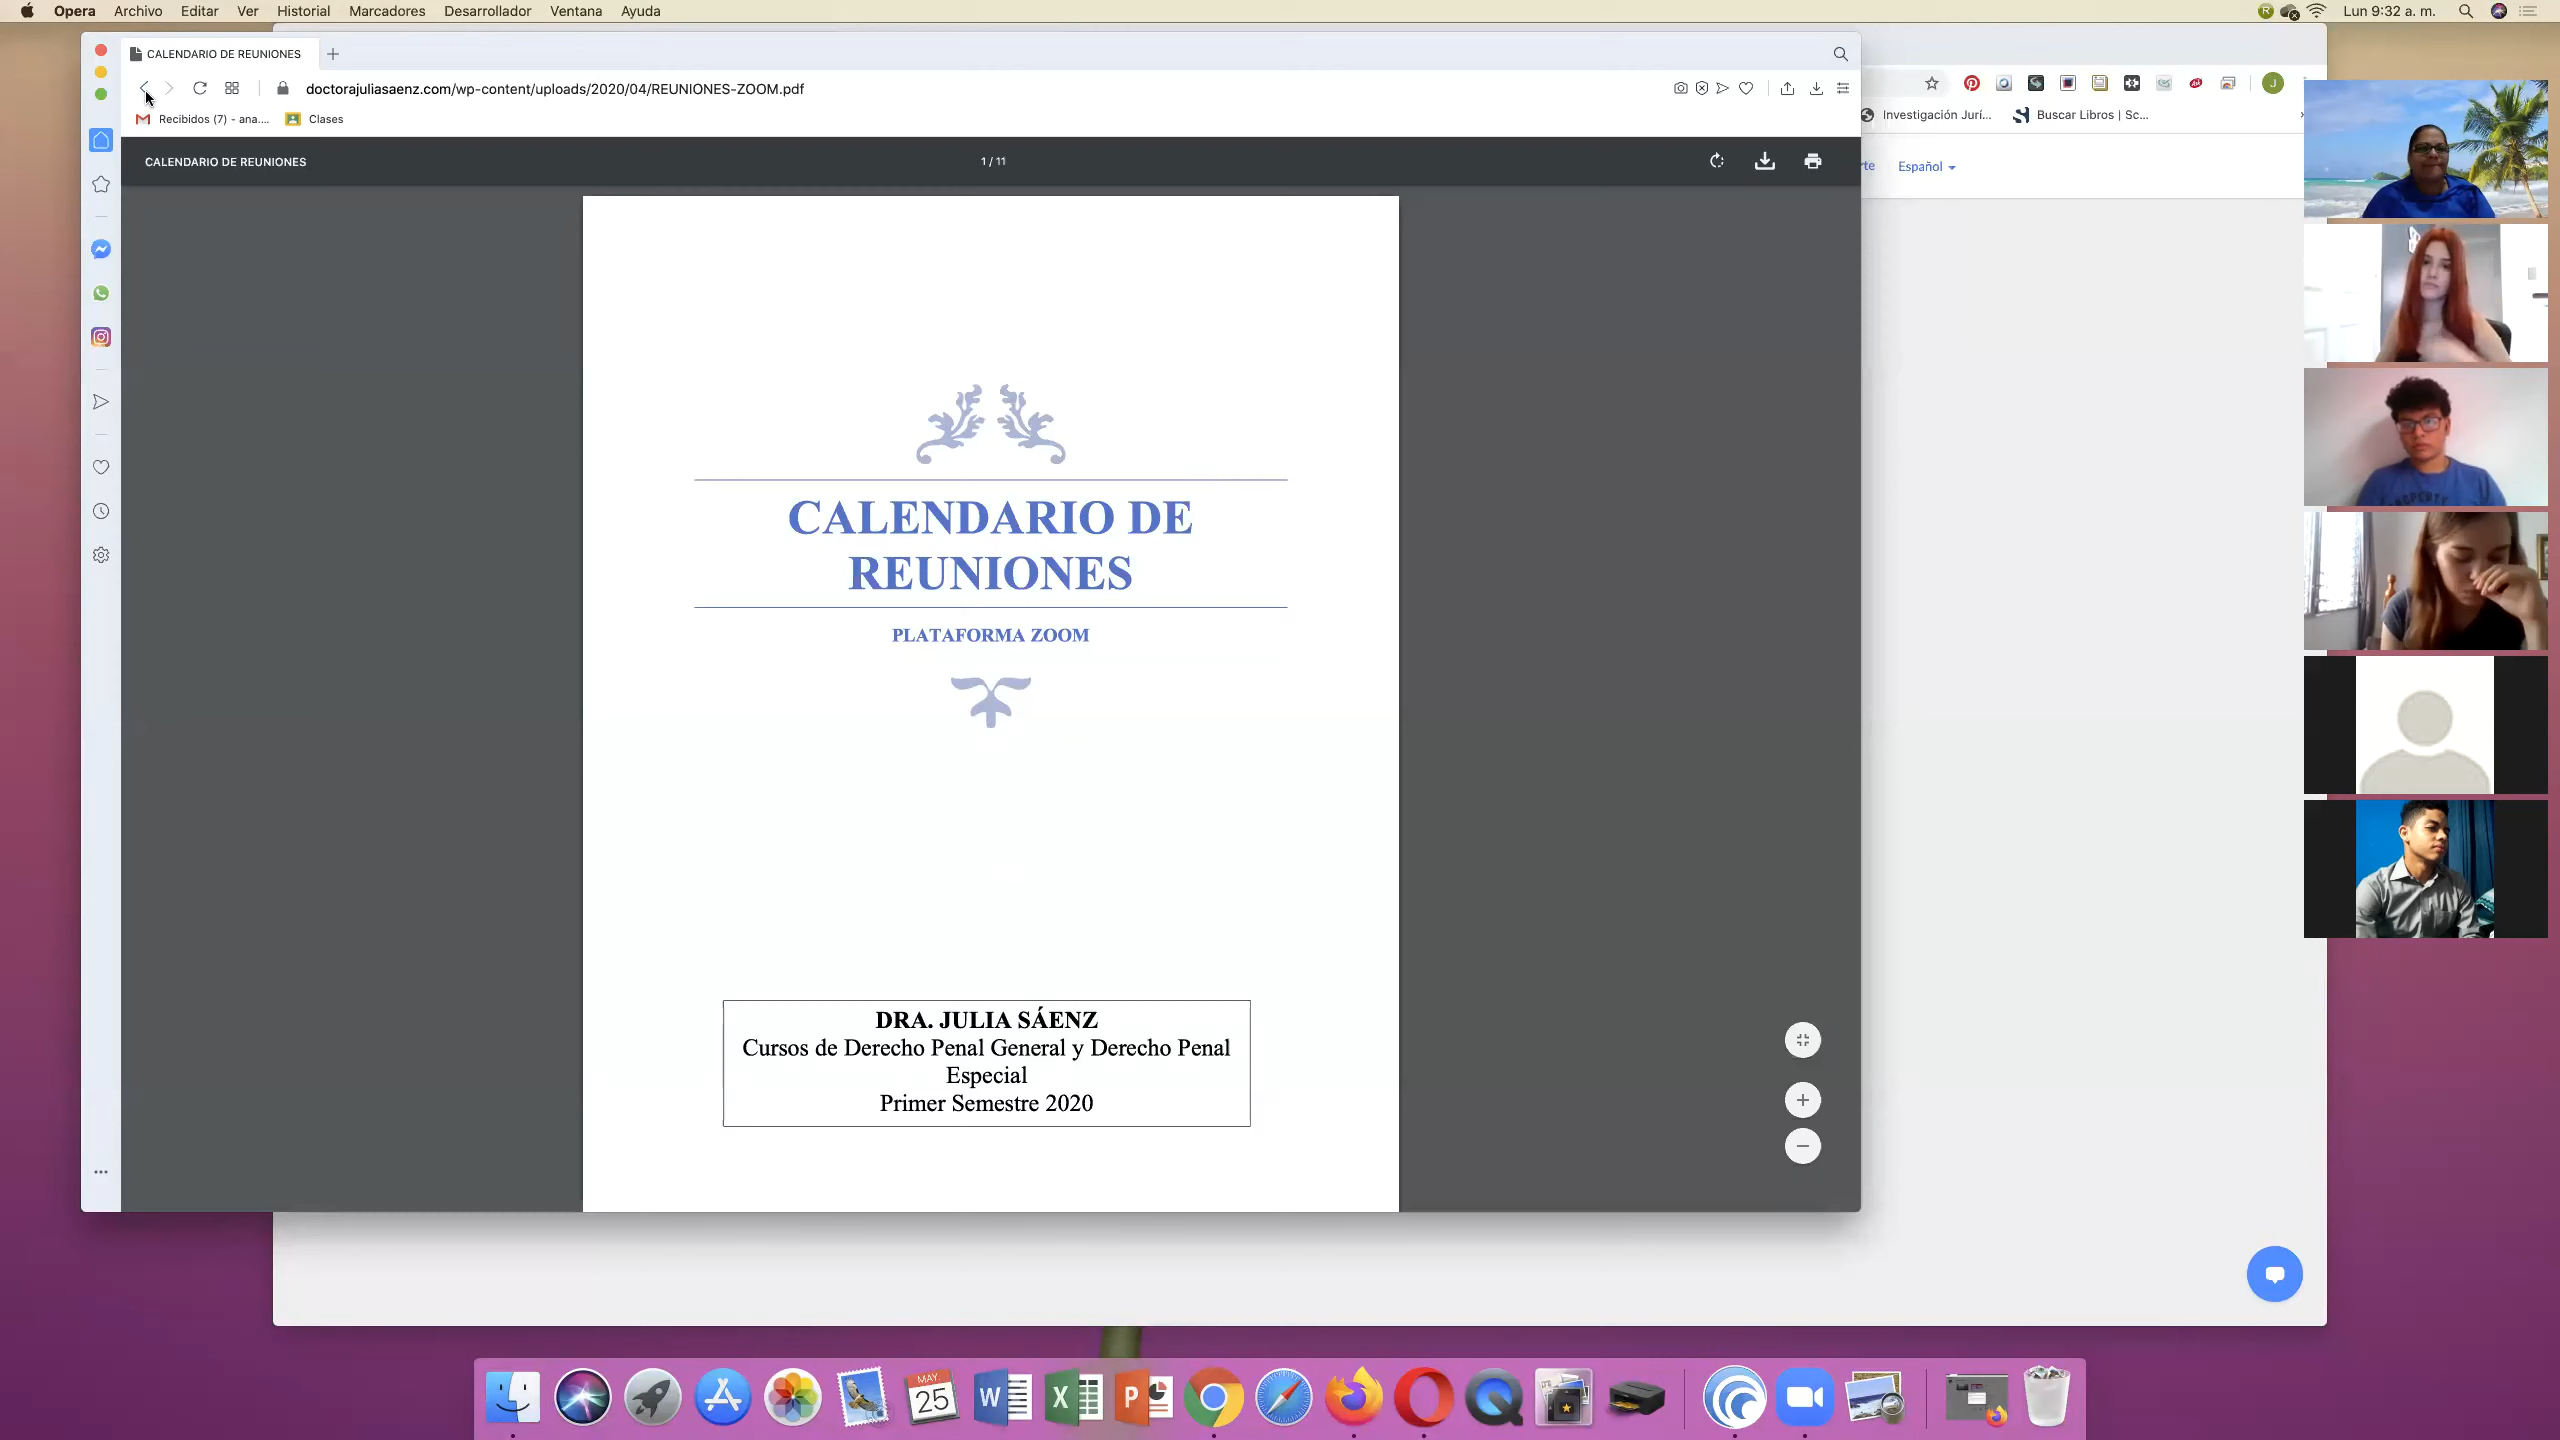 Opera Archivo Editar Ver Historial Marcadores Desarrollador Ventana Ayuda
Lun 9:32 a. m.
CALENDARIO DE REUNIONES
doctorajuliasaenz.com/wp-content/uploads/2020/04/REUNIONES-ZOOM.pdf
Recibidos (7) - ana.... Clases
Investigación Jurí... Buscar Libros | Sc...
J
CALENDARIO DE REUNIONES
1 / 11
rte Español
CALENDARIO DE
REUNIONES
PLATAFORMA ZOOM
DRA. JULIA SÁENZ
Cursos de Derecho Penal General y Derecho Penal
Especial
Primer Semestre 2020
MAY.
25
W
X
P